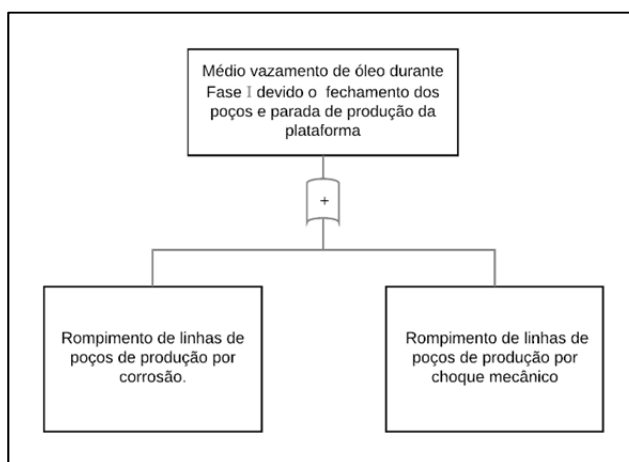 Médio vazamento de óleo durante
Fase I devido o fechamento dos
poços e parada de produção da
plataforma
+
Rompimento de linhas de
poços de produção por
corrosão.
Rompimento de linhas de
poços de produção por
choque mecânico